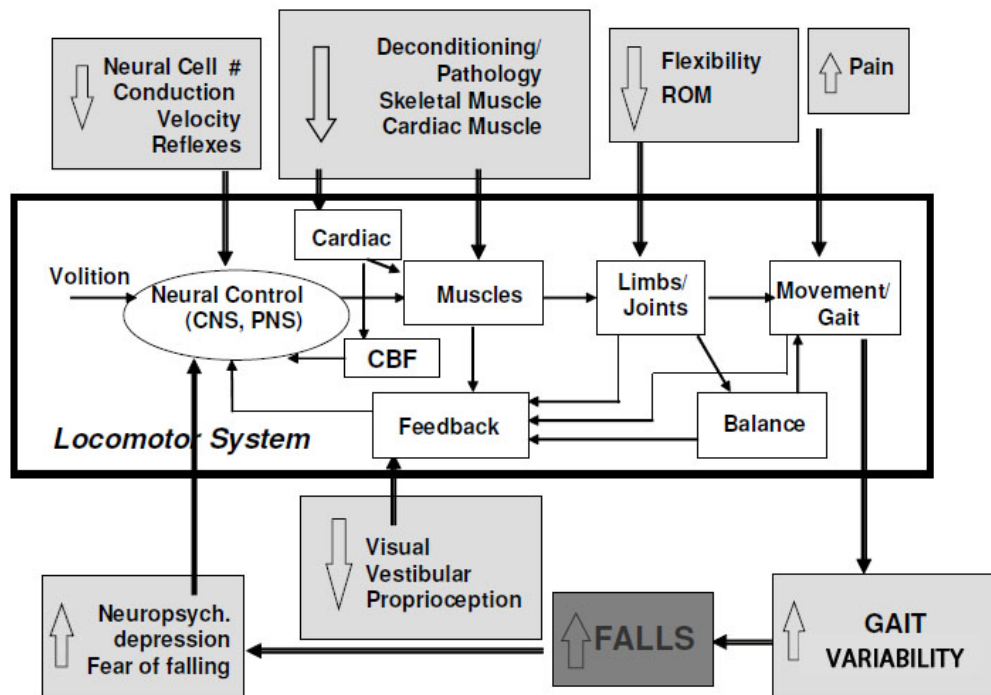 Neural Cell #
Conduction
Velocity
Reflexes
Deconditioning/
Pathology
Skeletal Muscle
Cardiac Muscle
Flexibility
ROM
Pain
Volition
Neural Control
(CNS, PNS)
Cardiac
CBF
Muscles
Limbs/
Joints
Movement/
Gait
Feedback
Balance
Locomotor System
Visual
Vestibular
Proprioception
Neuropsych.
depression
Fear of falling
FALLS
GAIT
VARIABILITY